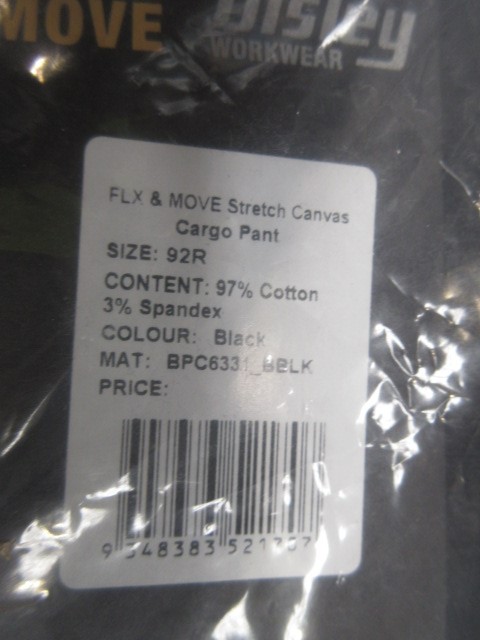 MOVE Bisley
WORKWEAR
FLX & MOVE Stretch Canvas
Cargo Pant
SIZE: 92R
CONTENT: 97% Cotton
3% Spandex
COLOUR: Black
MAT: BPC6331_BBLK
PRICE: